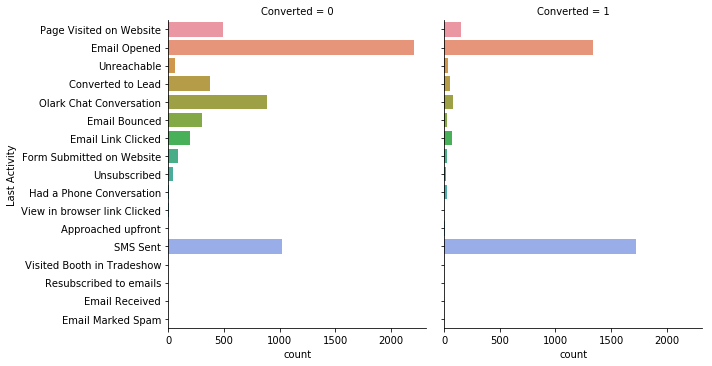 Converted = 0
Converted = 1
Page Visited on Website
Email Opened
Unreachable
Converted to Lead
Olark Chat Conversation
Email Bounced
Email Link Clicked
Form Submitted on Website
Unsubscribed
Had a Phone Conversation
View in browser link Clicked
Approached upfront
SMS Sent
Visited Booth in Tradeshow
Resubscribed to emails
Email Received
Email Marked Spam
Last Activity
0 500 1000 1500 2000
0 500 1000 1500 2000
count
count